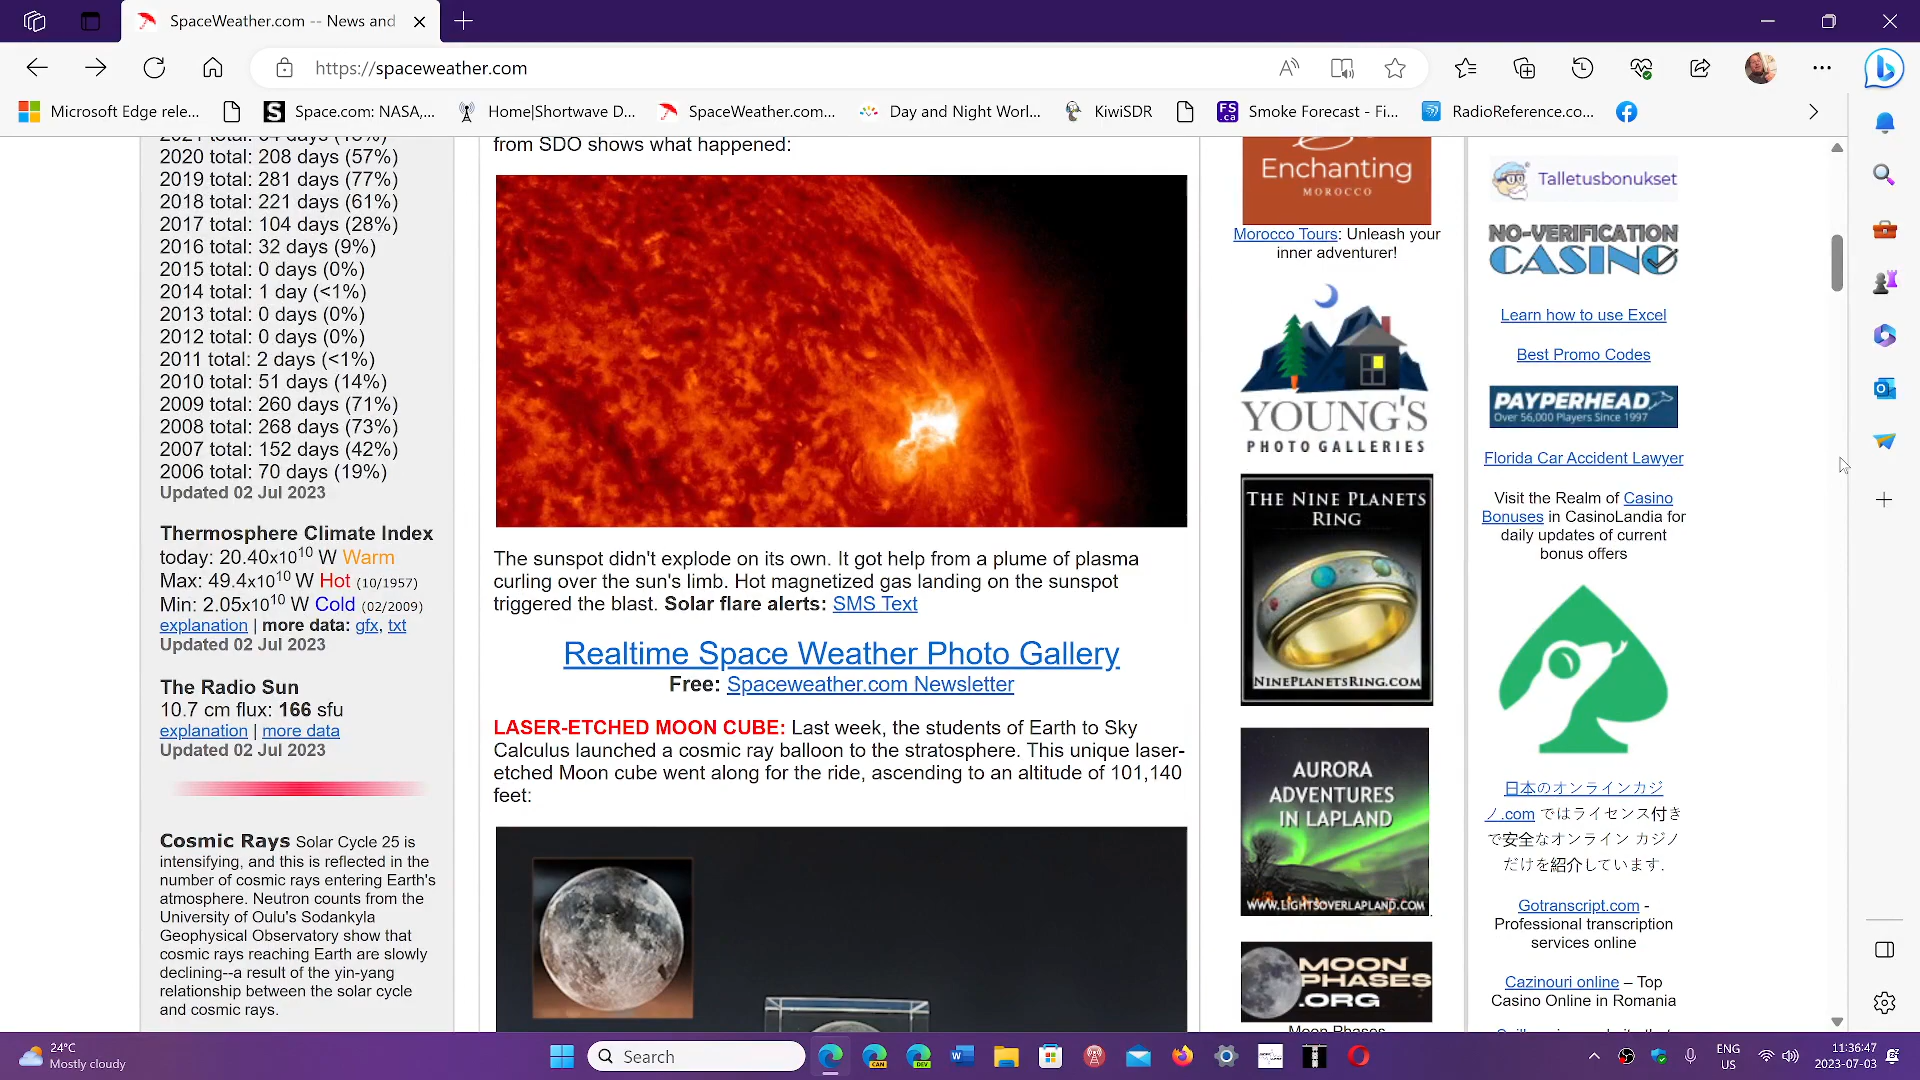 SpaceWeather.com -- News and
https://spaceweather.com
Microsoft Edge rele...
Space.com: NASA,...
Home|Shortwave D...
SpaceWeather.com...
Day and Night Worl...
KiwiSDR
Smoke Forecast - Fi...
RadioReference.co...
2020 total: 208 days (57%)
2019 total: 281 days (77%)
2018 total: 221 days (61%)
2017 total: 104 days (28%)
2016 total: 32 days (9%)
2015 total: 0 days (0%)
2014 total: 1 day (<1%)
2013 total: 0 days (0%)
2012 total: 0 days (0%)
2011 total: 2 days (<1%)
2010 total: 51 days (14%)
2009 total: 260 days (71%)
2008 total: 268 days (73%)
2007 total: 152 days (42%)
2006 total: 70 days (19%)
Updated 02 Jul 2023
Thermosphere Climate Index
today: 20.40x10¹⁰ W Warm
Max: 49.4x10¹⁰ W Hot (10/1957)
Min: 2.05x10¹⁰ W Cold (02/2009)
explanation | more data: gfx, txt
Updated 02 Jul 2023
The Radio Sun
10.7 cm flux: 166 sfu
explanation | more data
Updated 02 Jul 2023
Cosmic Rays Solar Cycle 25 is
intensifying, and this is reflected in the
number of cosmic rays entering Earth's
atmosphere. Neutron counts from the
University of Oulu's Sodankyla
Geophysical Observatory show that
cosmic rays reaching Earth are slowly
declining--a result of the yin-yang
relationship between the solar cycle
and cosmic rays.
from SDO shows what happened:
The sunspot didn't explode on its own. It got help from a plume of plasma
curling over the sun's limb. Hot magnetized gas landing on the sunspot
triggered the blast. Solar flare alerts: SMS Text
Realtime Space Weather Photo Gallery
Free: Spaceweather.com Newsletter
LASER-ETCHED MOON CUBE: Last week, the students of Earth to Sky
Calculus launched a cosmic ray balloon to the stratosphere. This unique laser-
etched Moon cube went along for the ride, ascending to an altitude of 101,140
feet:
Enchanting
MOROCCO
Morocco Tours: Unleash your
inner adventurer!
YOUNG'S
PHOTO GALLERIES
THE NINE PLANETS
RING
NINEPLANETSRING.COM
AURORA
ADVENTURES
IN LAPLAND
WWW.LIGHTSOVERLAPLAND.COM
MOON
PHASES
.ORG
Moon Phases
Talletusbonukset
NO-VERIFICATION
CASINO
Learn how to use Excel
Best Promo Codes
PAYPERHEAD
Over 56,000 Players Since 1997
Florida Car Accident Lawyer
Visit the Realm of Casino
Bonuses in CasinoLandia for
daily updates of current
bonus offers
日本のオンラインカジ
ノ.com ではライセンス付き
で安全なオンライン カジノ
だけを紹介しています.
Gotranscript.com -
Professional transcription
services online
Cazinouri online – Top
Casino Online in Romania
24°C
Mostly cloudy
Search
CAN
DEV
ENG
US
11:36:47
2023-07-03